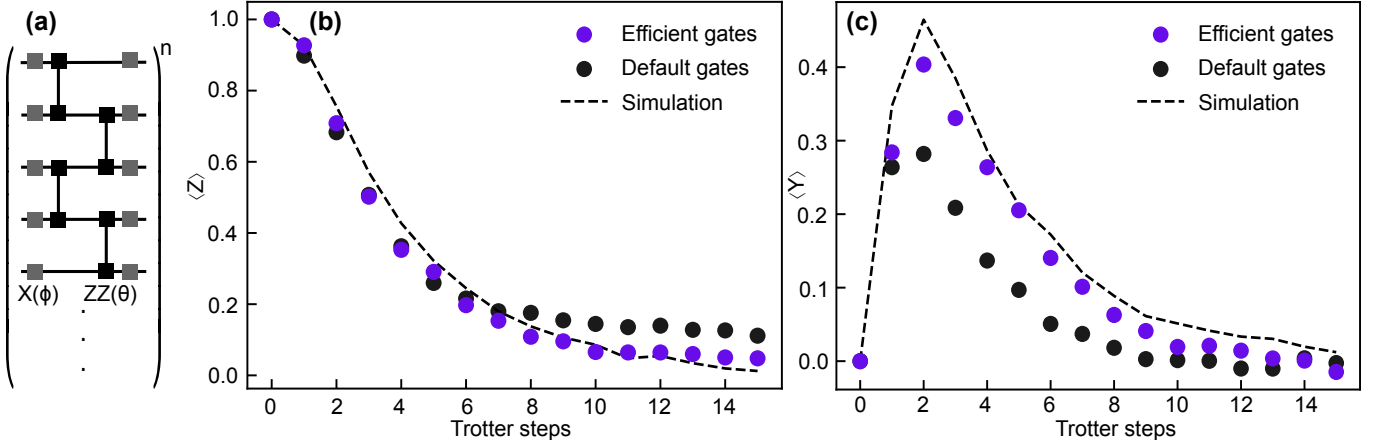 (a)
n
X(ϕ) ZZ(θ)
.
.
.
(b)
Efficient gates
Default gates
Simulation
⟨Z⟩
1.0
0.8
0.6
0.4
0.2
0.0
0 2 4 6 8 10 12 14
Trotter steps
(c)
Efficient gates
Default gates
Simulation
⟨Y⟩
0.4
0.3
0.2
0.1
0.0
0 2 4 6 8 10 12 14
Trotter steps